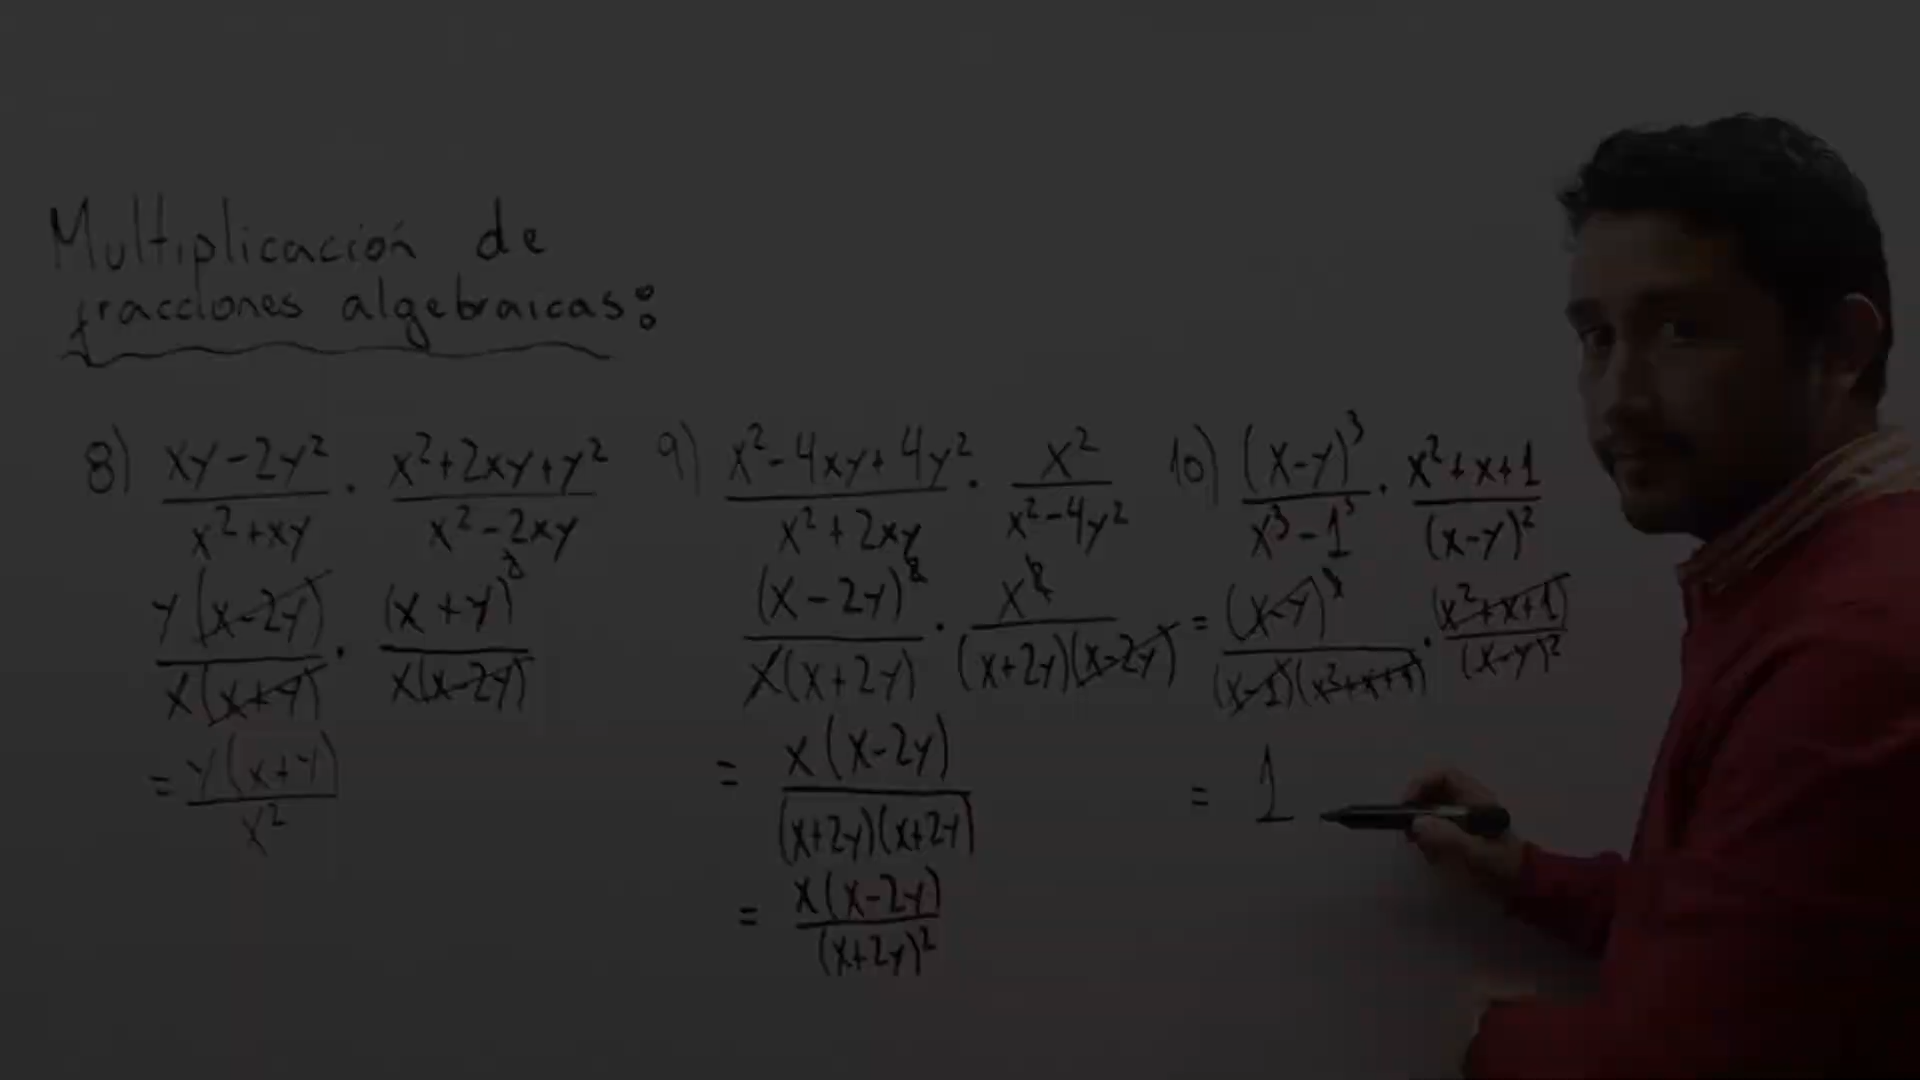 Multiplicación de
fracciones algebraicas:
8) xy-2y²/x²+xy · x²+2xy+y²/x²-2xy
y(x-2y)/x(x+y) · (x+y)²/x(x-2y)
= y(x+y)/x²
9) x²-4xy+4y²/x²+2xy · x²/x²-4y²
(x-2y)²/x(x+2y) · x²/(x+2y)(x-2y)
= x(x-2y)/(x+2y)(x+2y)
= x(x-2y)/(x+2y)²
10) (x-y)³/x³-1³ · x²+x+1/(x-y)²
= (x-y)³/(x-1)(x²+x+1) · (x²+x+1)/(x-y)²
= 1